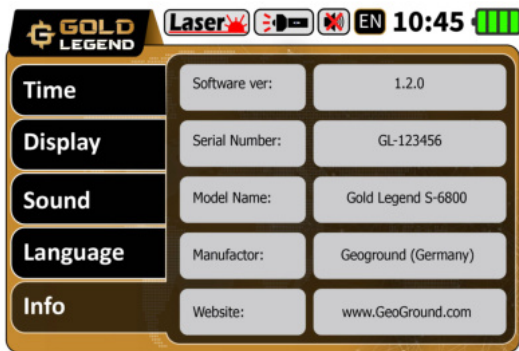 GOLD
LEGEND
Laser
EN
10:45
Time
Display
Sound
Language
Info
Software ver:
1.2.0
Serial Number:
GL-123456
Model Name:
Gold Legend S-6800
Manufactor:
Geoground (Germany)
Website:
www.GeoGround.com